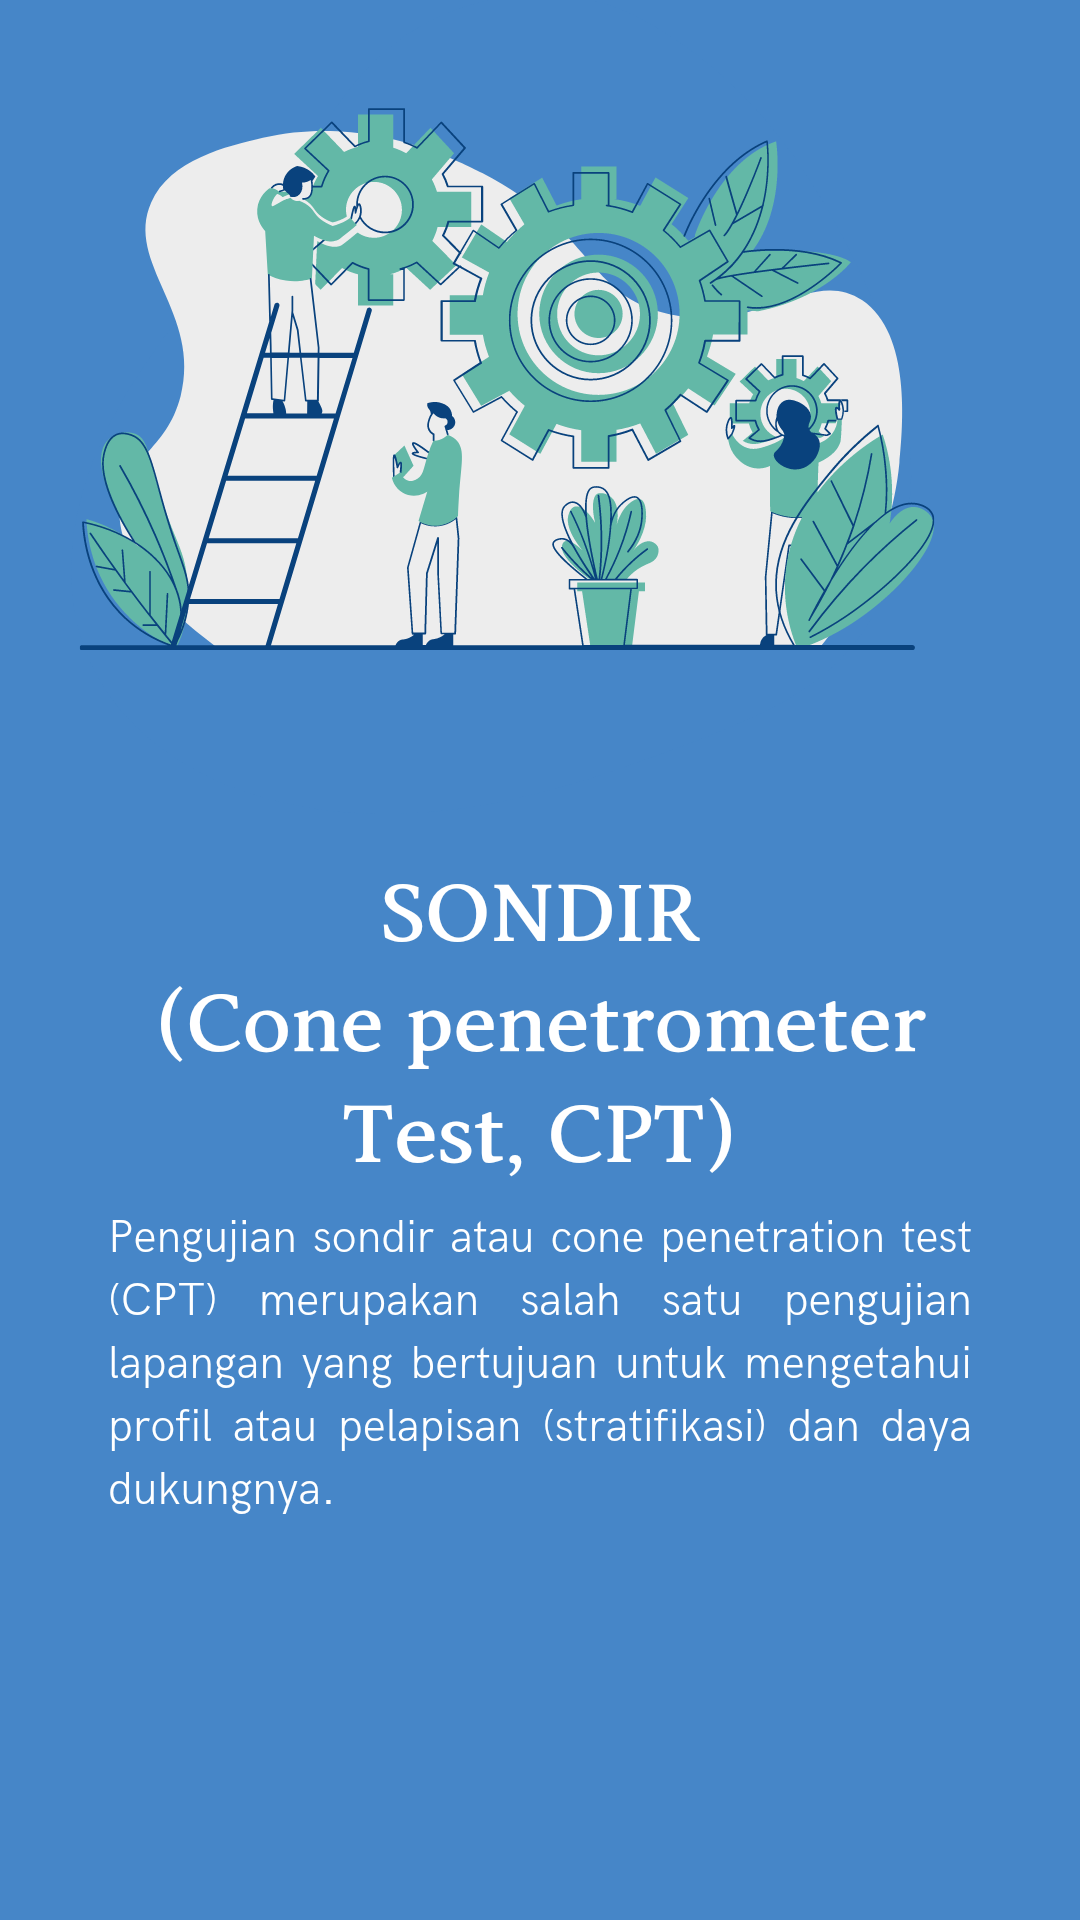 SONDIR
(Cone penetrometer
Test, CPT)
Pengujian sondir atau cone penetration test
(CPT) merupakan salah satu pengujian
lapangan yang bertujuan untuk mengetahui
profil atau pelapisan (stratifikasi) dan daya
dukungnya.